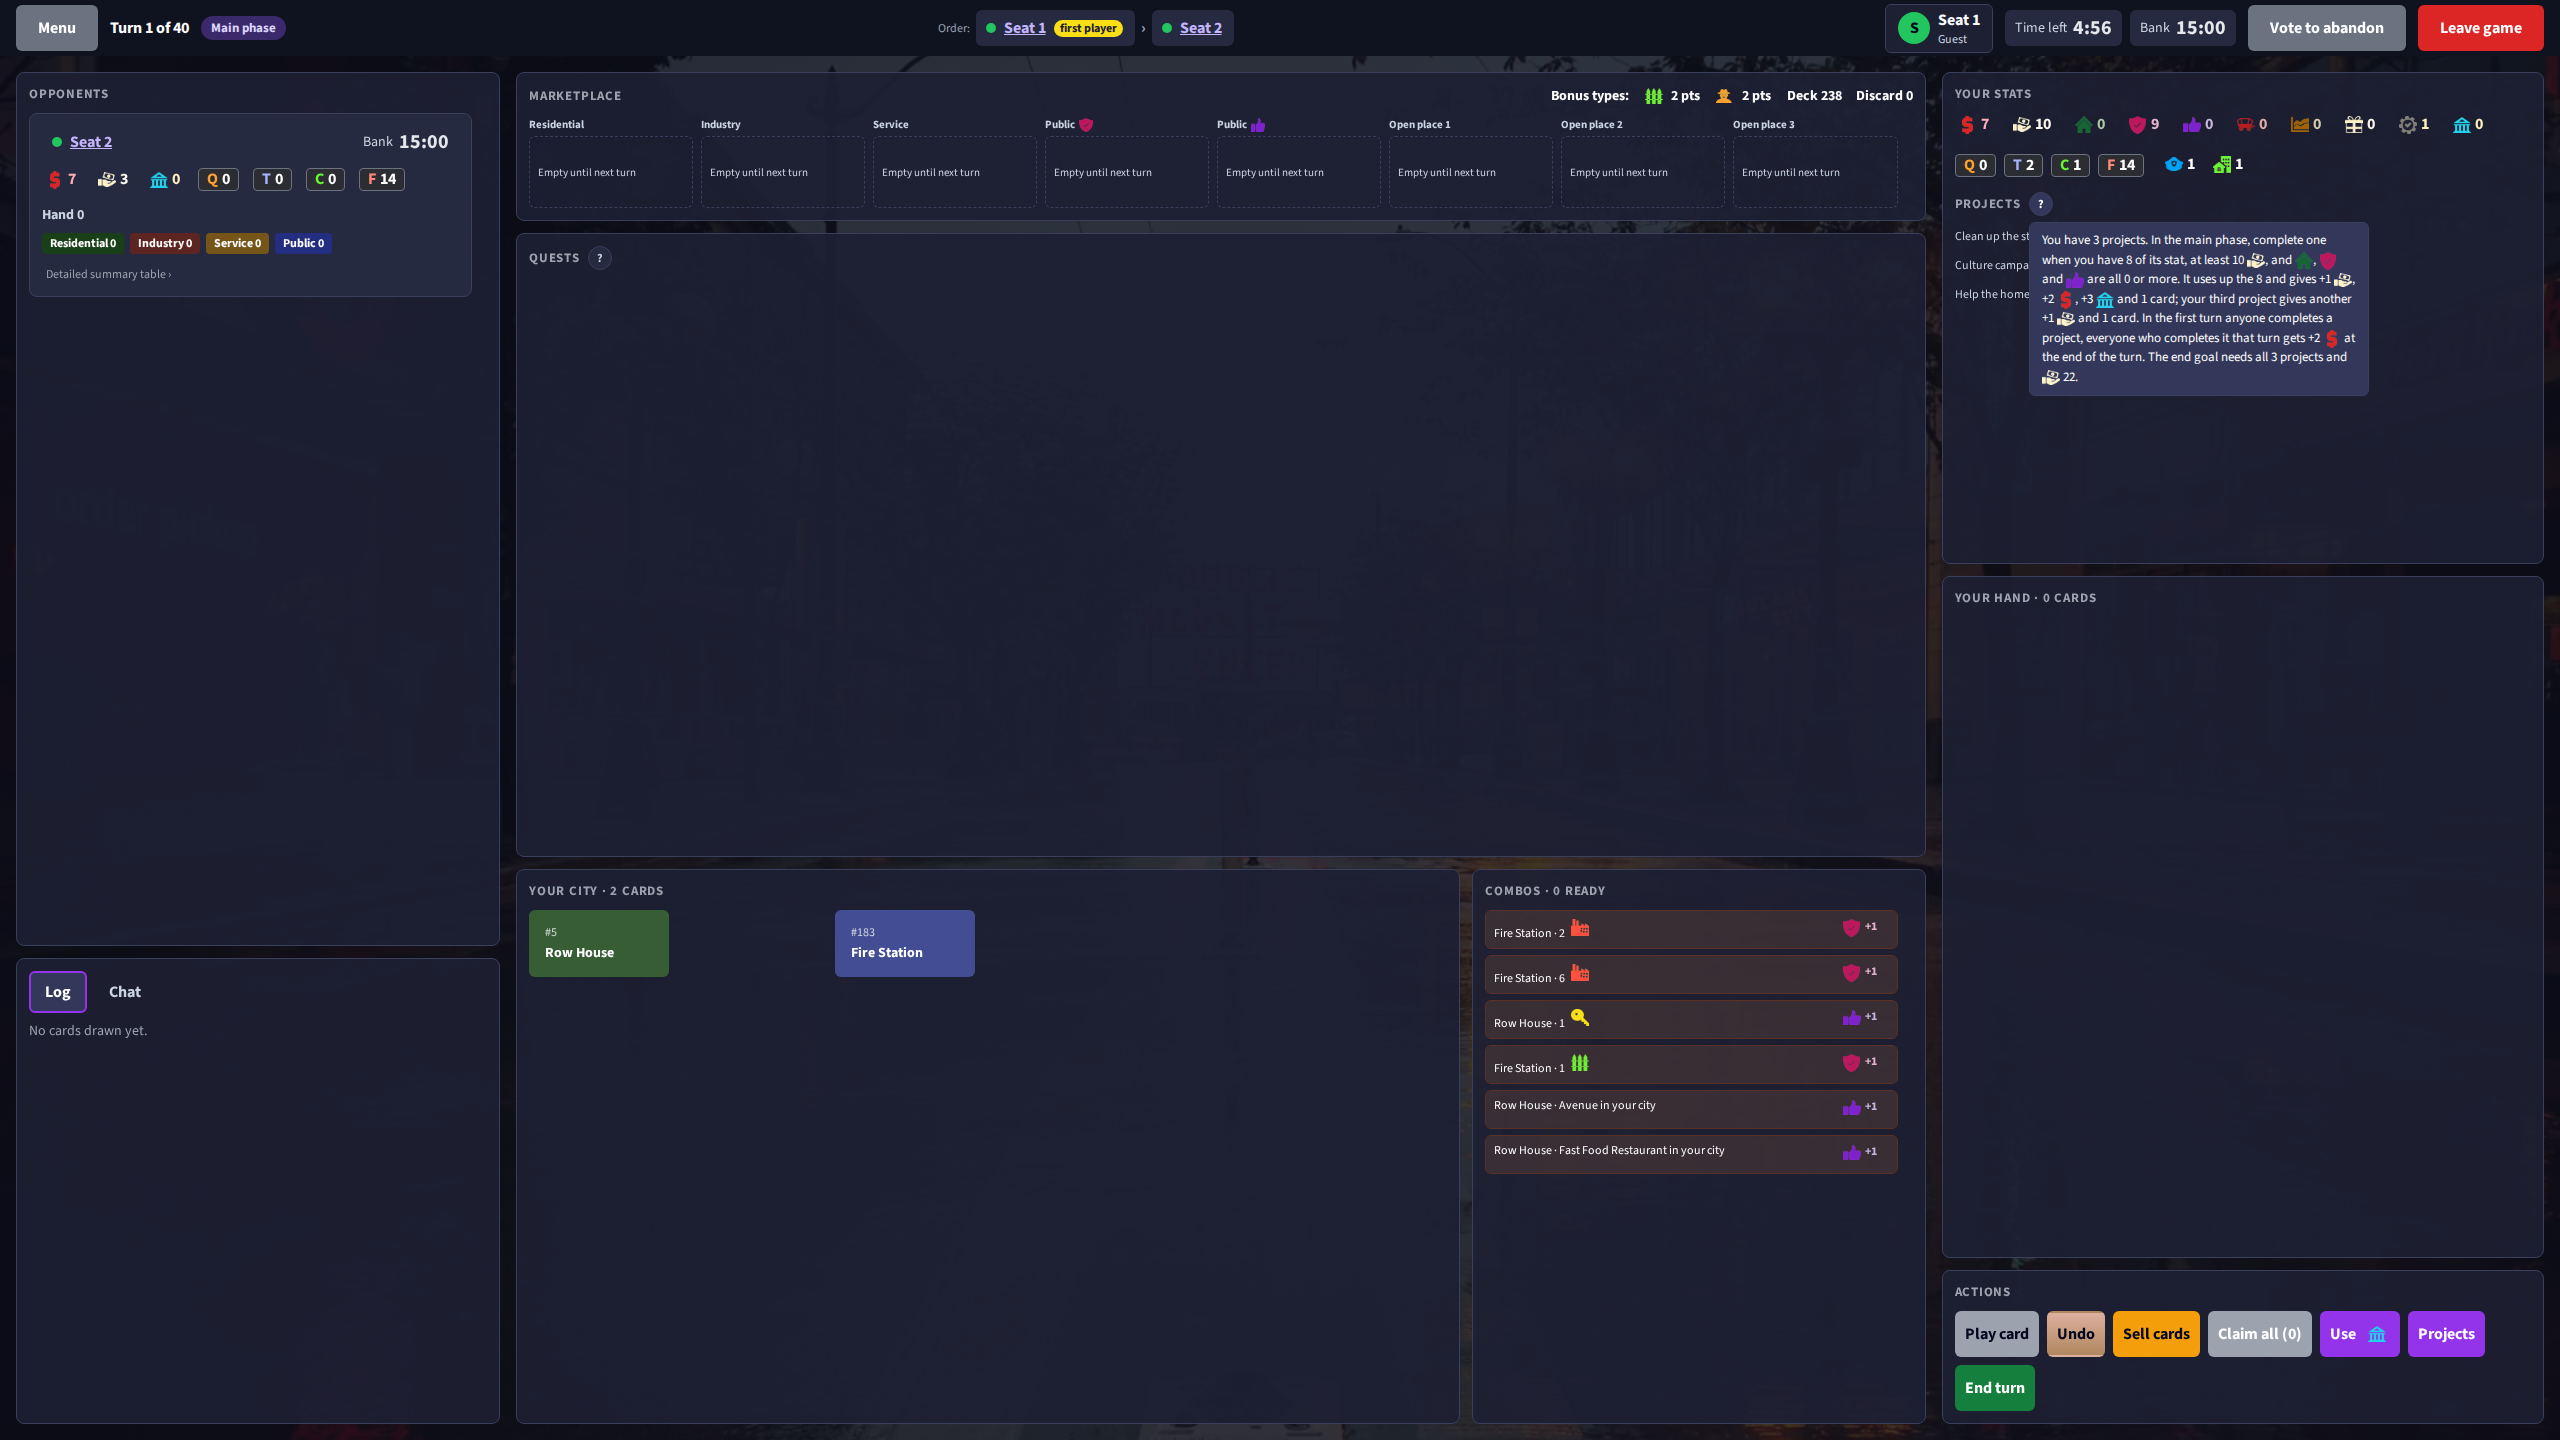 Menu
Turn 1 of 40
Main phase
Order:
Seat 1
first player
›
Seat 2
S
Seat 1
Guest
Time left 4:56
Bank 15:00
Vote to abandon
Leave game
OPPONENTS
Seat 2
Bank 15:00
7
3
0
Q 0
T 0
C 0
F 14
Hand 0
Residential 0
Industry 0
Service 0
Public 0
Detailed summary table ›
Log
Chat
No cards drawn yet.
MARKETPLACE
Bonus types:
2 pts
2 pts
Deck 238
Discard 0
Residential
Industry
Service
Public
Public
Open place 1
Open place 2
Open place 3
Empty until next turn
Empty until next turn
Empty until next turn
Empty until next turn
Empty until next turn
Empty until next turn
Empty until next turn
Empty until next turn
QUESTS
?
YOUR CITY · 2 CARDS
#5
Row House
#183
Fire Station
COMBOS · 0 READY
Fire Station · 2
+1
Fire Station · 6
+1
Row House · 1
+1
Fire Station · 1
+1
Row House · Avenue in your city
+1
Row House · Fast Food Restaurant in your city
+1
YOUR STATS
7
10
0
9
0
0
0
0
1
0
Q 0
T 2
C 1
F 14
1
1
PROJECTS
?
Clean up the st
Culture campa
Help the home
You have 3 projects. In the main phase, complete one
when you have 8 of its stat, at least 10 , and ,
and are all 0 or more. It uses up the 8 and gives +1 ,
+2 , +3 and 1 card; your third project gives another
+1 and 1 card. In the first turn anyone completes a
project, everyone who completes it that turn gets +2 at
the end of the turn. The end goal needs all 3 projects and
22.
YOUR HAND · 0 CARDS
ACTIONS
Play card
Undo
Sell cards
Claim all (0)
Use
Projects
End turn